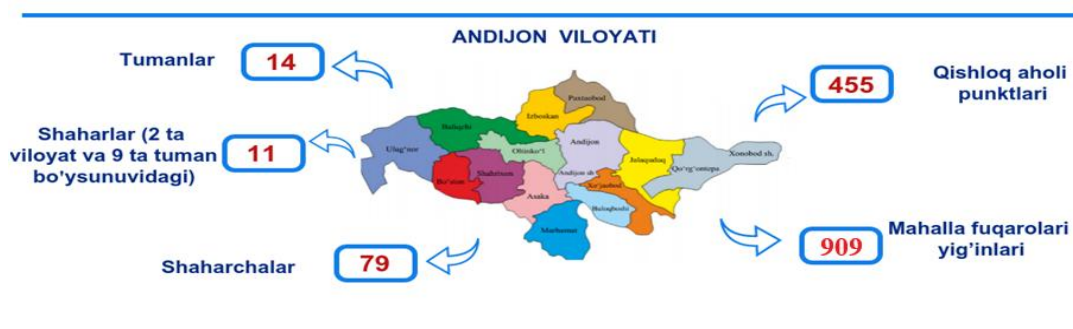 ANDIJON VILOYATI
Tumanlar
14
Shaharlar (2 ta
viloyat va 9 ta tuman
bo'ysunuvidagi)
11
Shaharchalar
79
455
Qishloq aholi
punktlari
909
Mahalla fuqarolari
yig’inlari
Paxtaobod
Izboskan
Baliqchi
Ulug‘nor
Oltinko‘l
Andijon
Jalaquduq
Xonobod sh.
Qo‘rg‘ontepa
Bo‘ston
Shahrixon
Andijon sh
Asaka
Xo‘jaobod
Buloqboshi
Marhamat